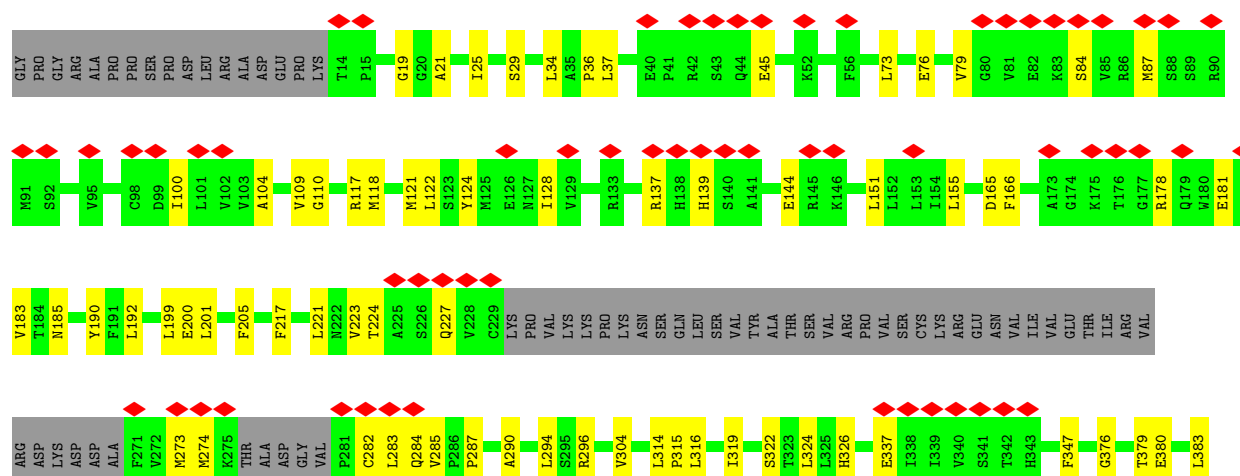 GLY PRO GLY ARG ALA PRO PRO SER PRO ASP LEU ARG ALA ASP GLU PRO LYS T14 P15 G19 G20 A21 I25 S29 L34 A35 P36 L37 E40 P41 R42 S43 Q44 E45 K52 F56 L73 E76 V79 G80 V81 E82 K83 S84 V85 R86 M87 S88 S89 R90
M91 S92 V95 C98 D99 I100 L101 V102 V103 A104 V109 G110 R117 M118 M121 L122 S123 Y124 M125 E126 N127 I128 V129 R133 R137 H138 H139 S140 A141 E144 R145 K146 L151 L152 L153 I154 L155 D165 F166 A173 G174 K175 T176 G177 R178 Q179 W180 E181
V183 T184 N185 Y190 F191 L192 L199 E200 L201 F205 F217 L221 N222 V223 T224 A225 S226 Q227 V228 C229 LYS PRO VAL LYS LYS PRO LYS ASN SER GLN LEU SER VAL TYR ALA THR SER VAL ARG PRO VAL SER CYS LYS ARG GLU ASN VAL ILE VAL GLU THR ILE ARG VAL
ARG ASP LYS ASP ASP ALA F271 V272 M273 M274 K275 THR ALA ASP GLY VAL P281 C282 L283 Q284 V285 P286 P287 A290 L294 S295 R296 V304 L314 P315 L316 I319 S322 T323 L324 L325 H326 E337 I338 I339 V340 S341 T342 H343 F347 G376 T379 E380 L383